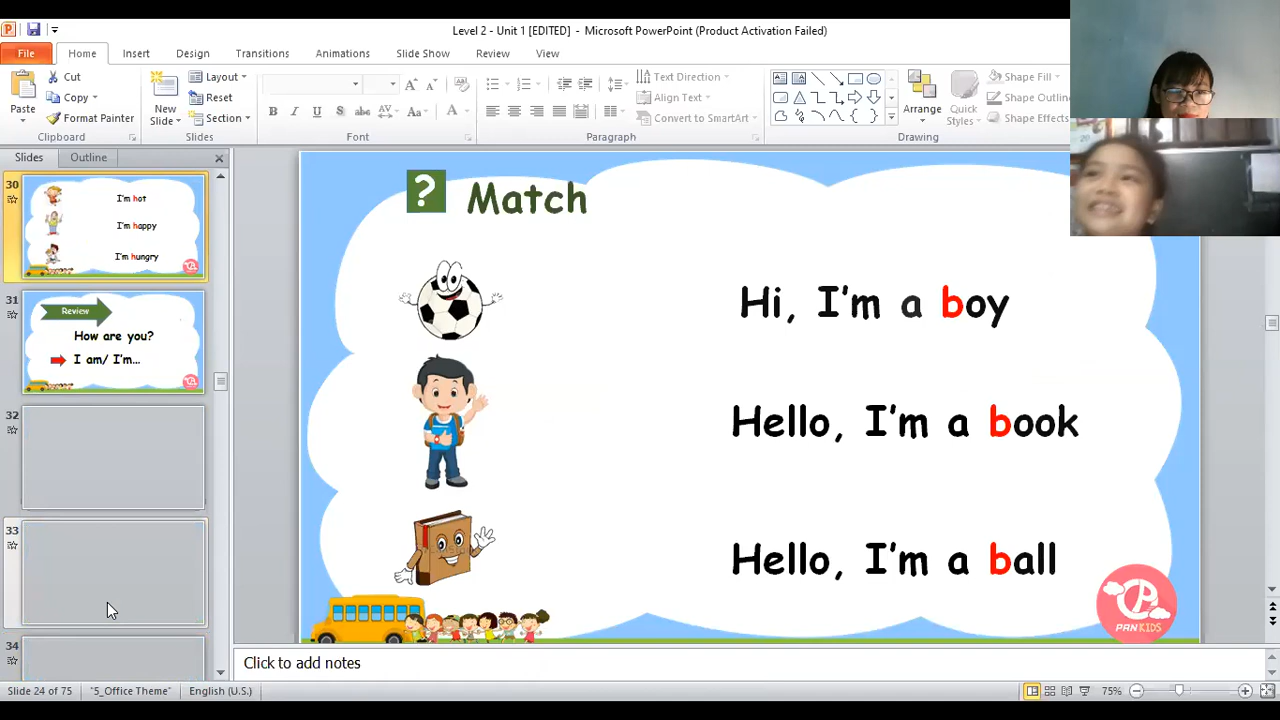 Level 2 - Unit 1 [EDITED] - Microsoft PowerPoint (Product Activation Failed)
File Home Insert Design Transitions Animations Slide Show Review View
Cut
Copy
Format Painter
Paste
Clipboard
New Slide
Layout
Reset
Section
Slides
B I U S abc AV Aa A
Font
Text Direction
Align Text
Convert to SmartArt
Paragraph
Arrange
Quick Styles
Shape Fill
Shape Outline
Shape Effects
Drawing
Slides Outline
30
I'm hot
I'm happy
I'm hungry
31
Review
How are you?
I am/ I'm...
32
33
34
? Match
Hi, I'm a boy
Hello, I'm a book
Hello, I'm a ball
PANKIDS
Click to add notes
Slide 24 of 75 "5_Office Theme" English (U.S.) 75%